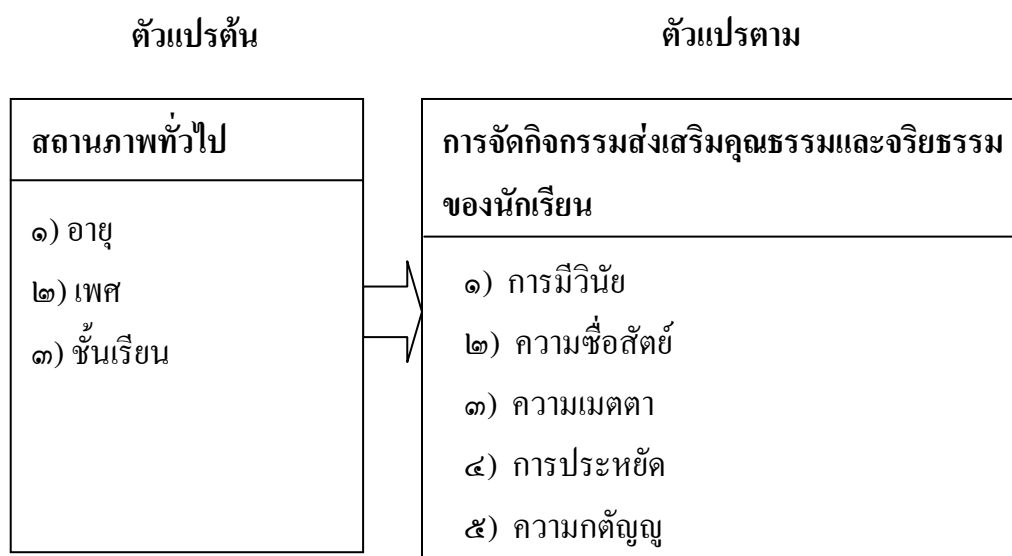 ตัวแปรต้น
ตัวแปรตาม
สถานภาพทั่วไป
๑) อายุ
๒) เพศ
๓) ชั้นเรียน
การจัดกิจกรรมส่งเสริมคุณธรรมและจริยธรรม
ของนักเรียน
๑) การมีวินัย
๒) ความซื่อสัตย์
๓) ความเมตตา
๔) การประหยัด
๕) ความกตัญญู